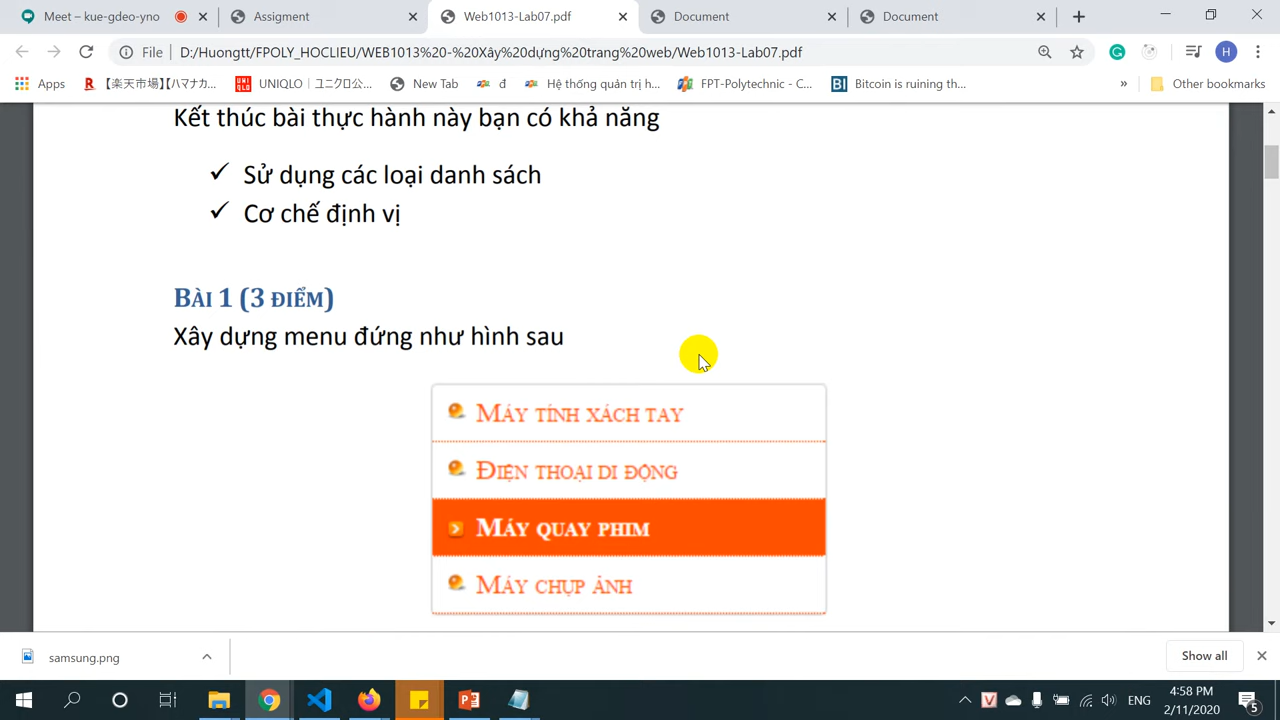 Meet – kue-gdeo-yno
Assigment
Web1013-Lab07.pdf
Document
Document
File
D:/Huongtt/FPOLY_HOCLIEU/WEB1013%20-%20Xây%20dựng%20trang%20web/Web1013-Lab07.pdf
H
Apps
【楽天市場】【ハマナカ...
UNIQLO | ユニクロ公...
New Tab
đ
Hệ thống quản trị h...
FPT-Polytechnic - C...
BI
Bitcoin is ruining th...
»
Other bookmarks
Kết thúc bài thực hành này bạn có khả năng
✓ Sử dụng các loại danh sách
✓ Cơ chế định vị
BÀI 1 (3 ĐIỂM)
Xây dựng menu đứng như hình sau
MÁY TÍNH XÁCH TAY
ĐIỆN THOẠI DI ĐỘNG
MÁY QUAY PHIM
MÁY CHỤP ẢNH
samsung.png
Show all
ENG
4:58 PM
2/11/2020
5